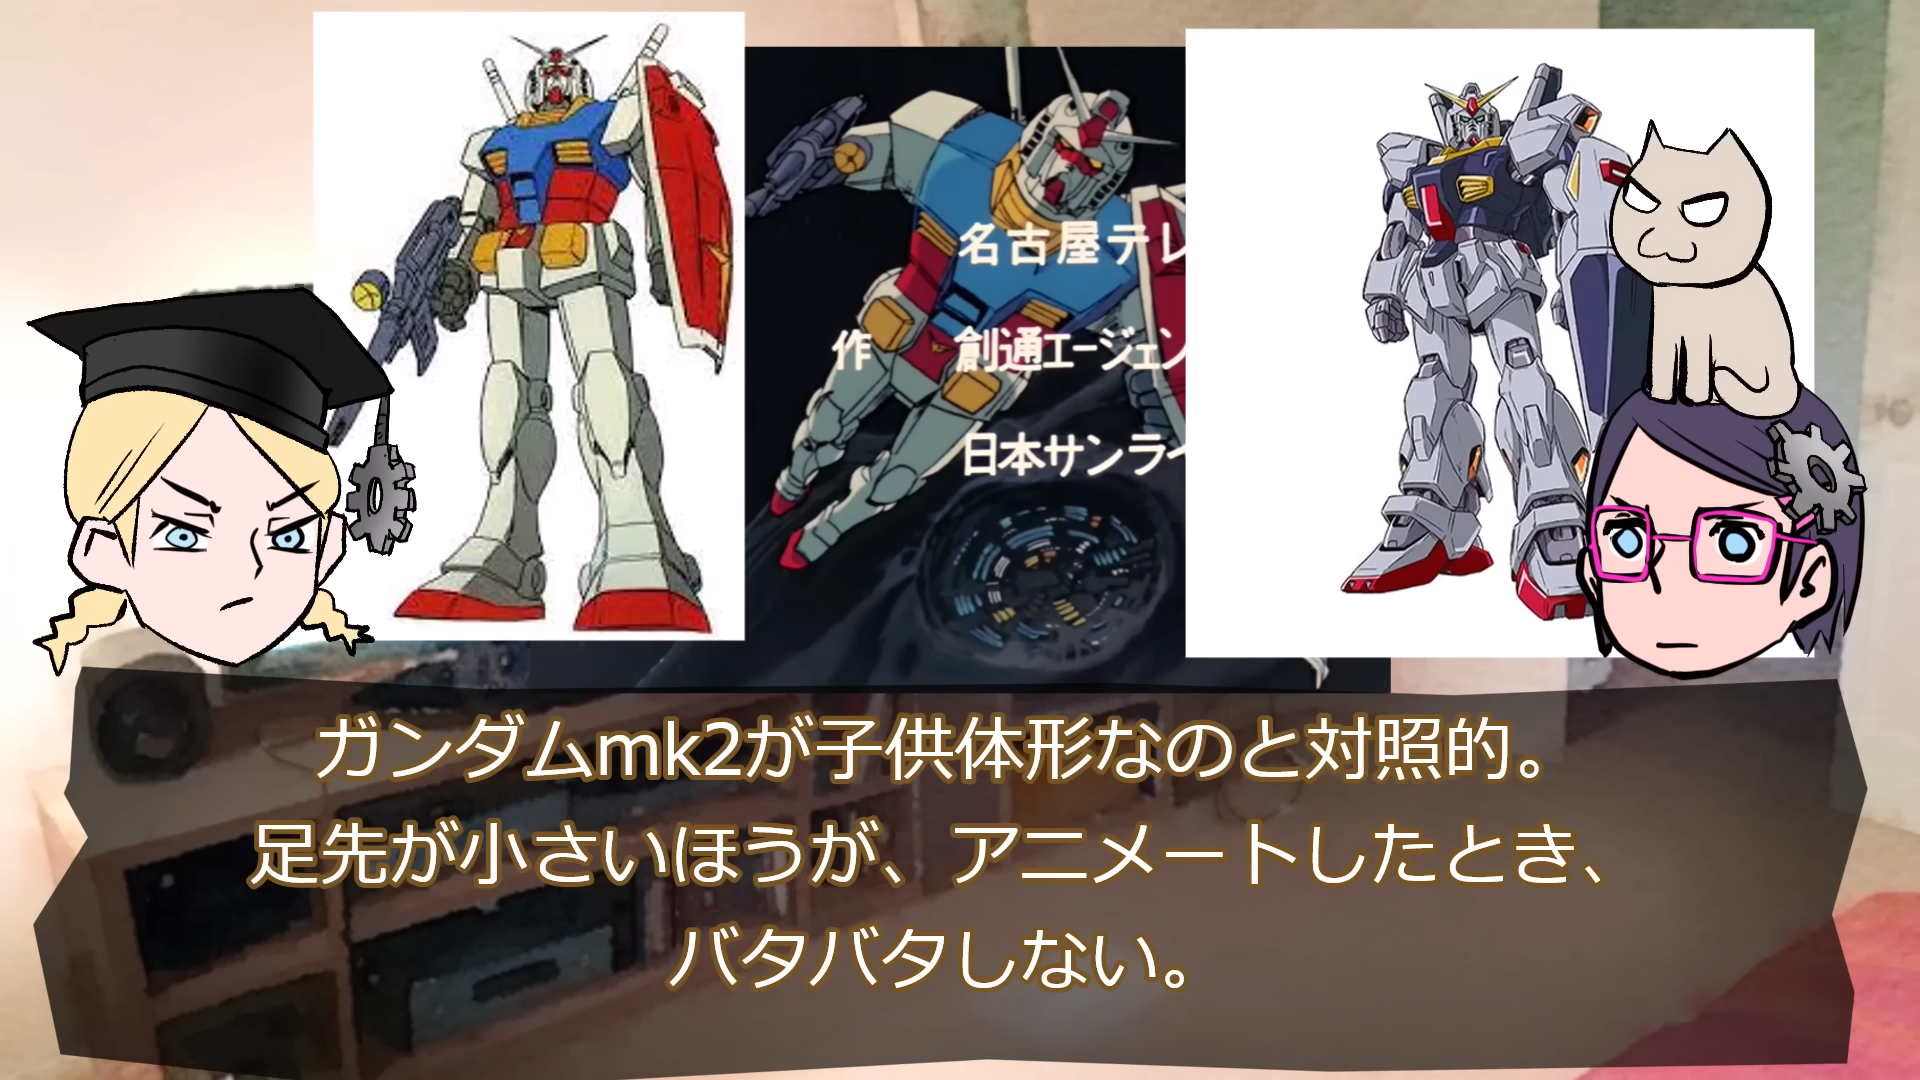 名古屋テレ
作 創通エージェン
日本サンライ
ガンダムmk2が子供体形なのと対照的。
足先が小さいほうが、アニメートしたとき、
バタバタしない。